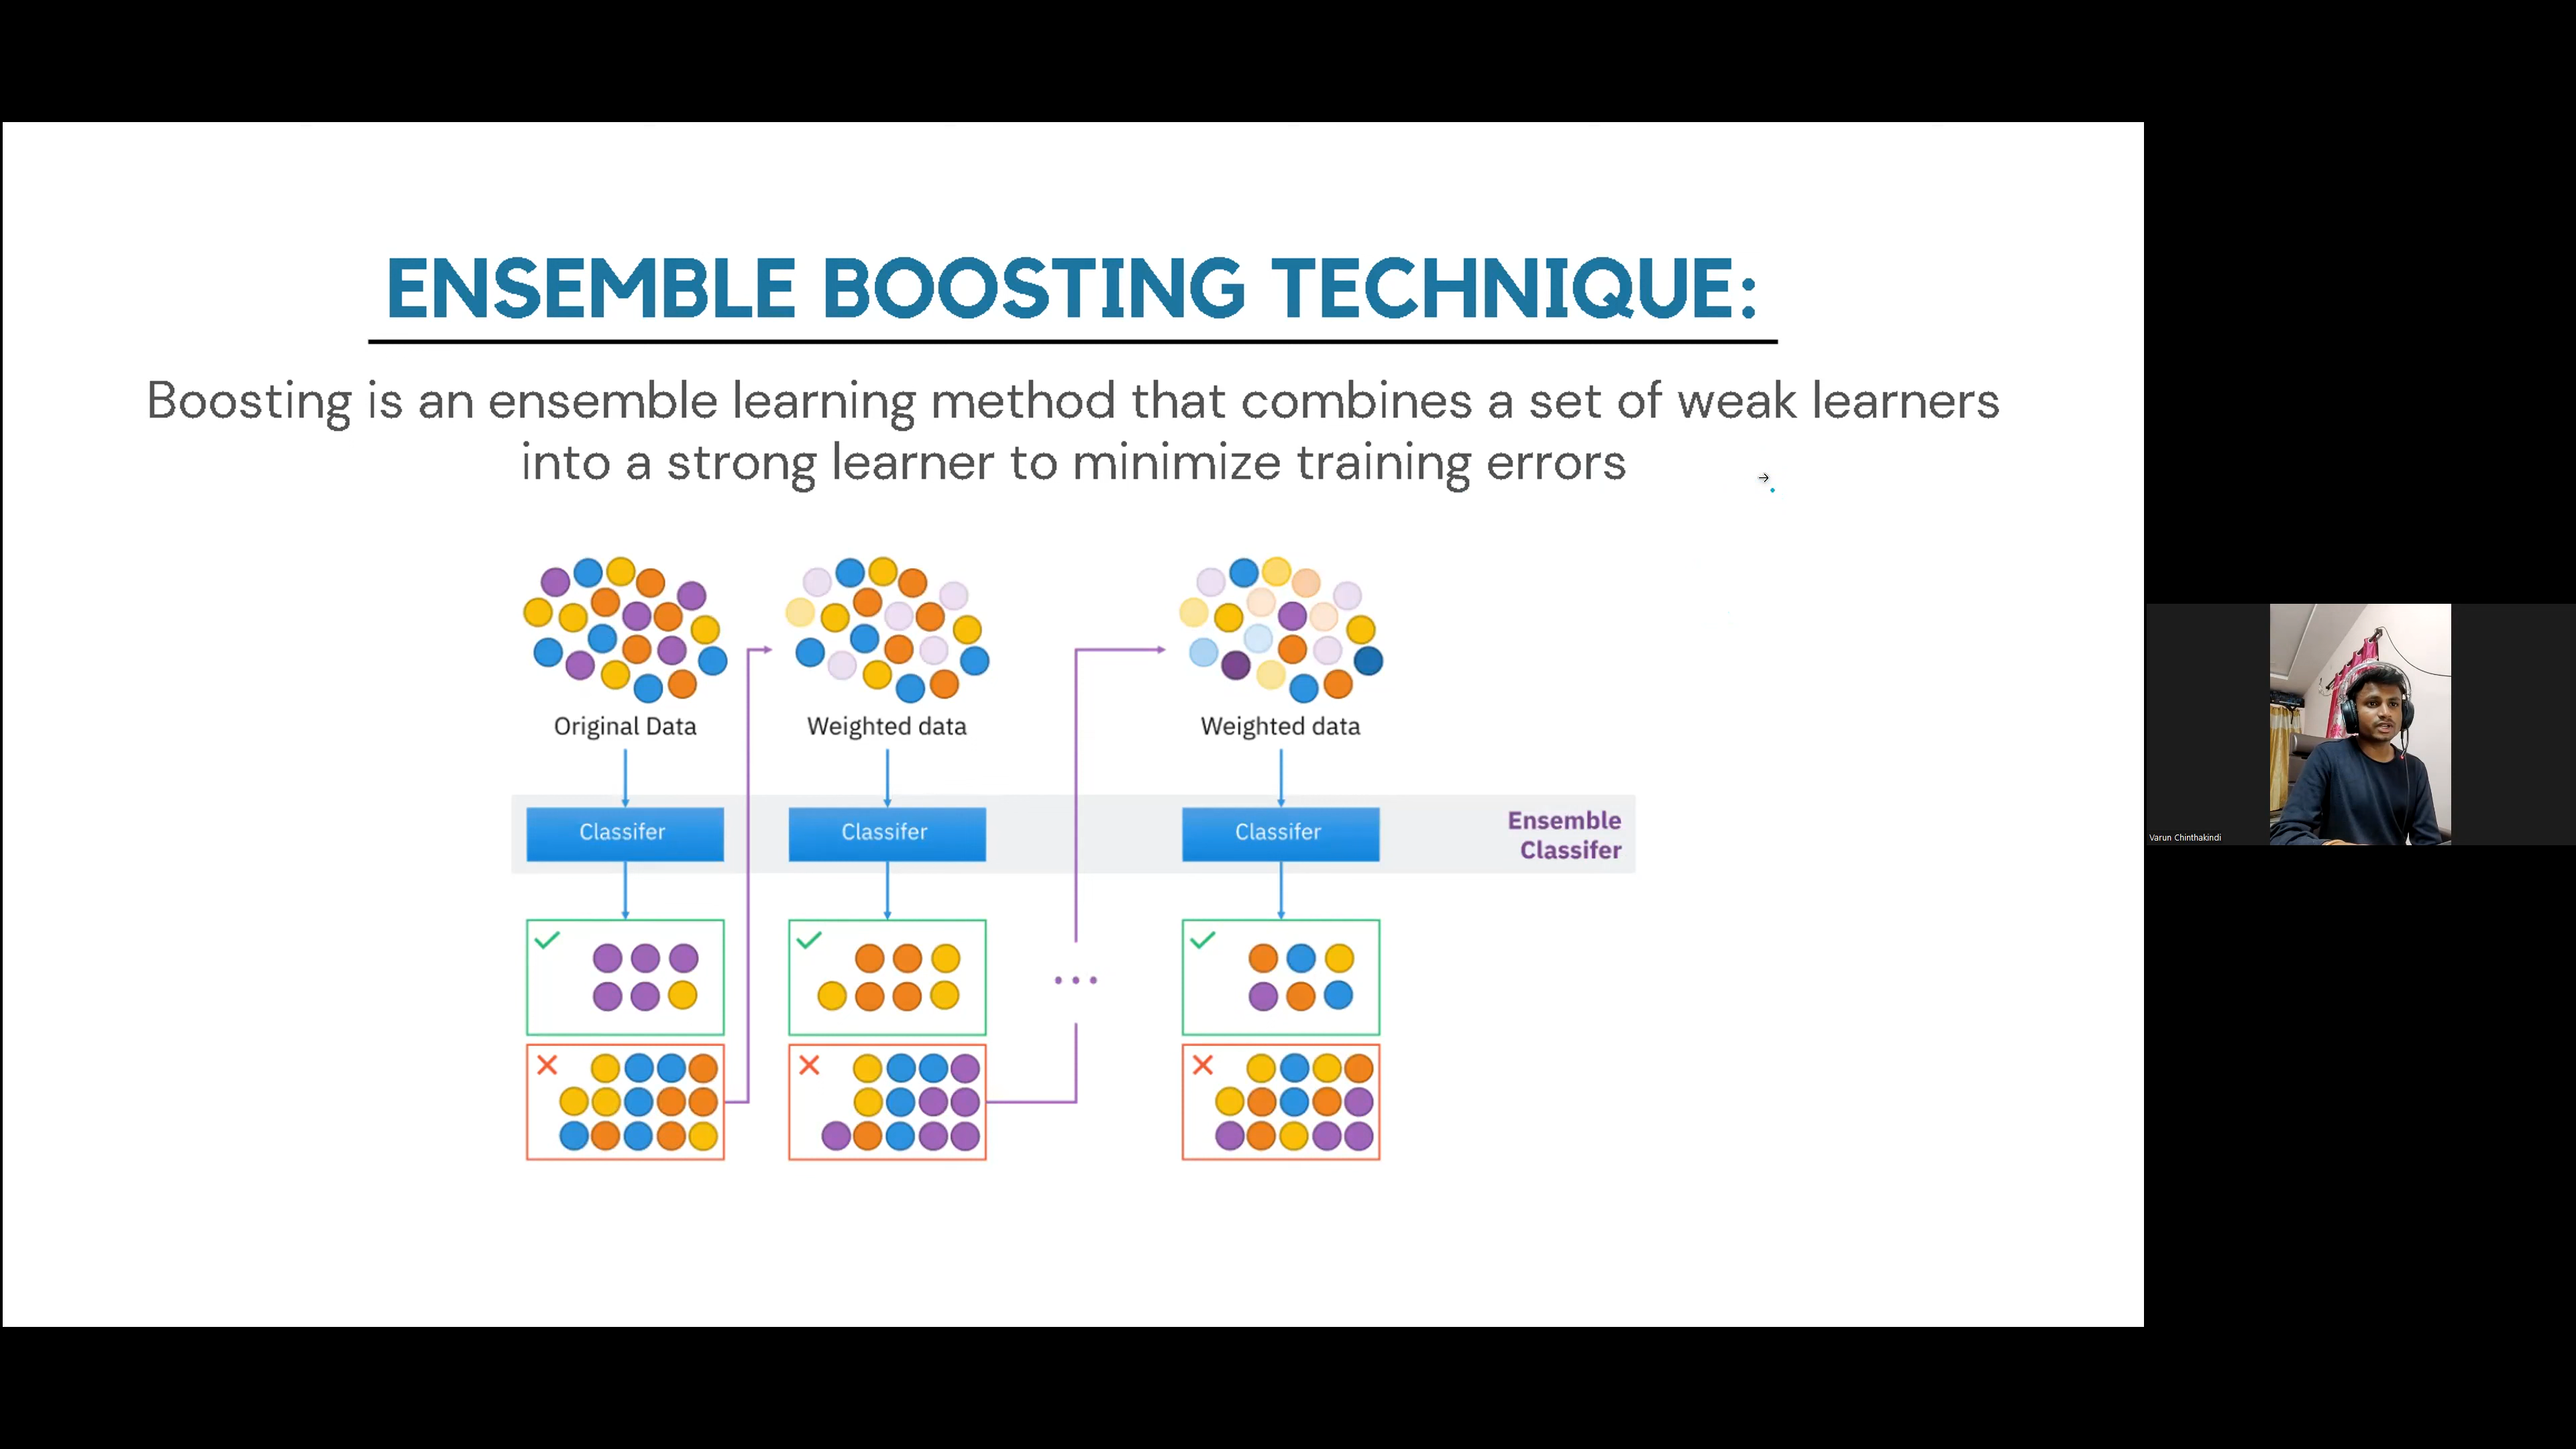 ENSEMBLE BOOSTING TECHNIQUE:
Boosting is an ensemble learning method that combines a set of weak learners
into a strong learner to minimize training errors
Original Data
Weighted data
Weighted data
Classifer
Classifer
Classifer
Ensemble
Classifer
Varun Chinthakindi